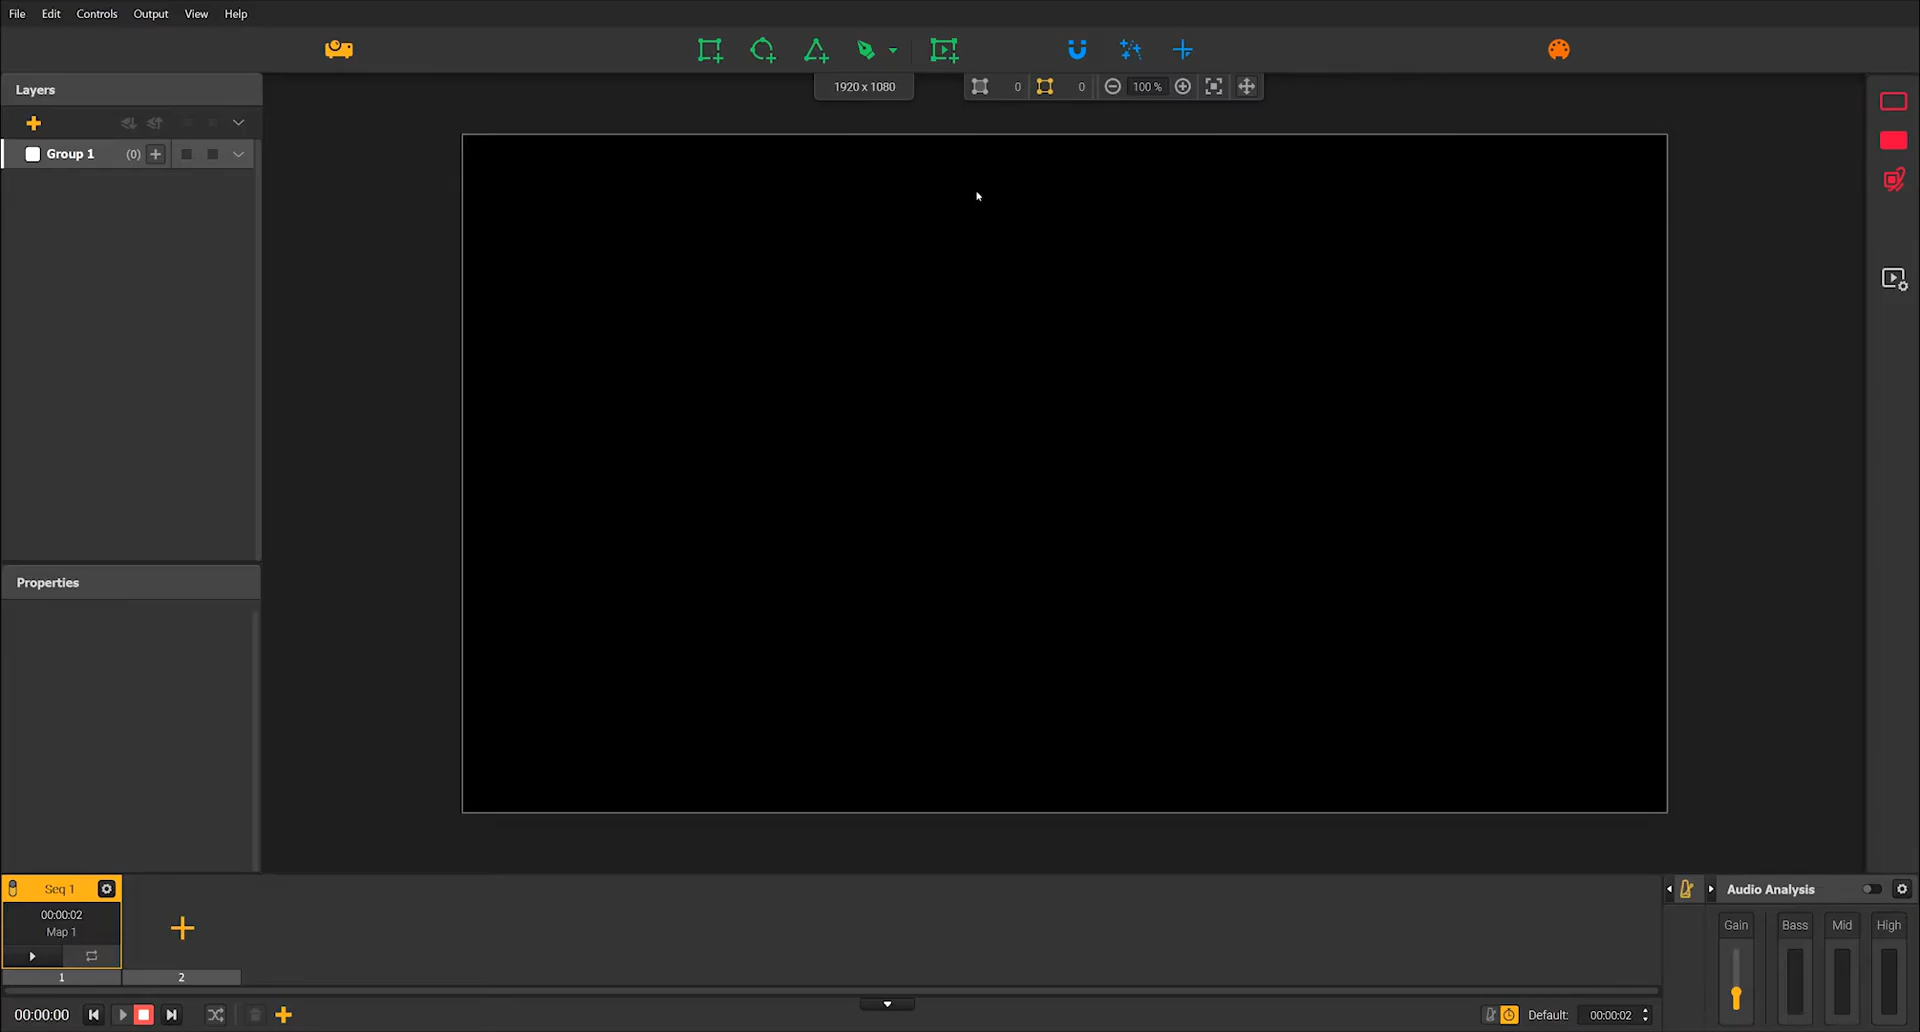 File Edit Controls Output View Help
1920 x 1080 0 0 100 %
Layers
Group 1 (0)
Properties
Seq 1
00:00:02
Map 1
1 2
Audio Analysis
Gain Bass Mid High
00:00:00
Default: 00:00:02